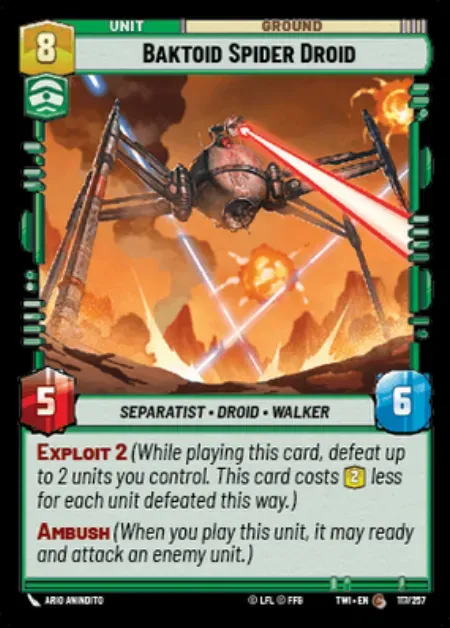 UNIT
GROUND
8
BAKTOID SPIDER DROID
5
SEPARATIST • DROID • WALKER
6
EXPLOIT 2 (While playing this card, defeat up
to 2 units you control. This card costs 2 less
for each unit defeated this way.)
AMBUSH (When you play this unit, it may ready
and attack an enemy unit.)
ARIO ANINDITO
© LFL © FFG
TWI • EN
117/257